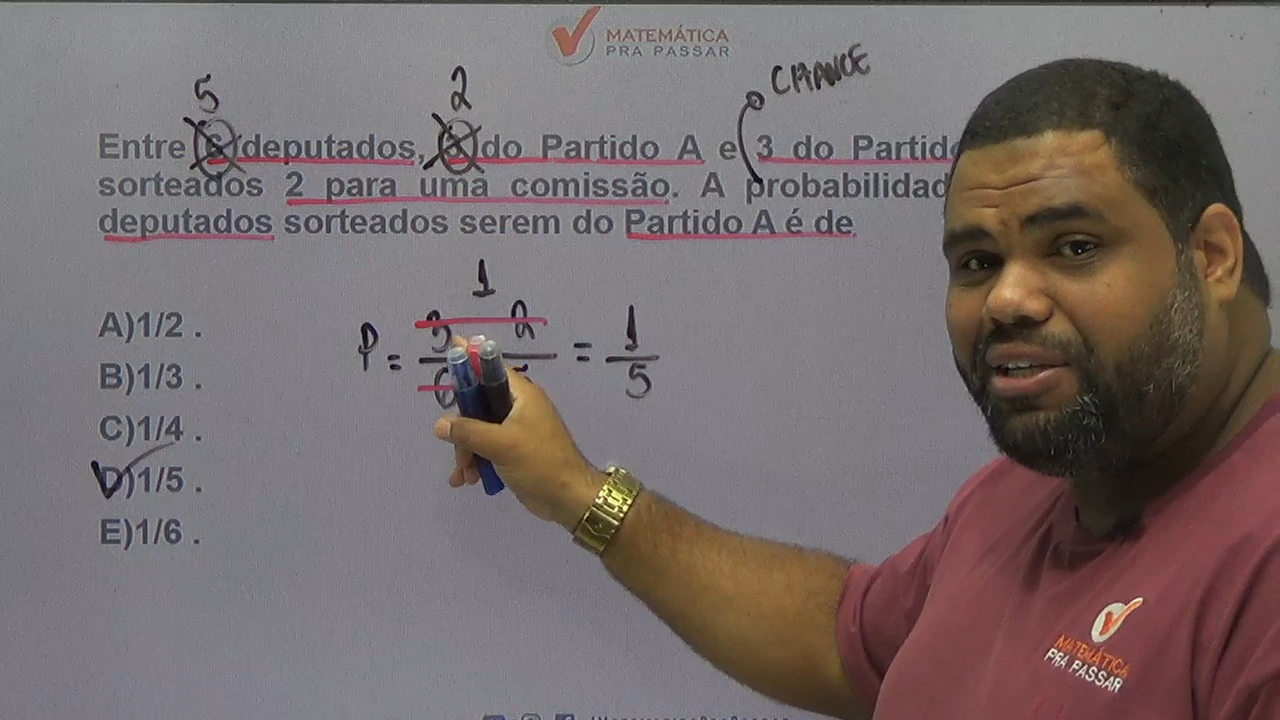 MATEMÁTICA
PRA PASSAR
CHANCE
5 2
Entre deputados, do Partido A e 3 do Partido
sorteados 2 para uma comissão. A probabilidad
deputados sorteados serem do Partido A é de
1
A)1/2 .
B)1/3 .
C)1/4 .
D)1/5 .
E)1/6 .
P = 3 2 = 1
6 5
MATEMÁTICA
PRA PASSAR